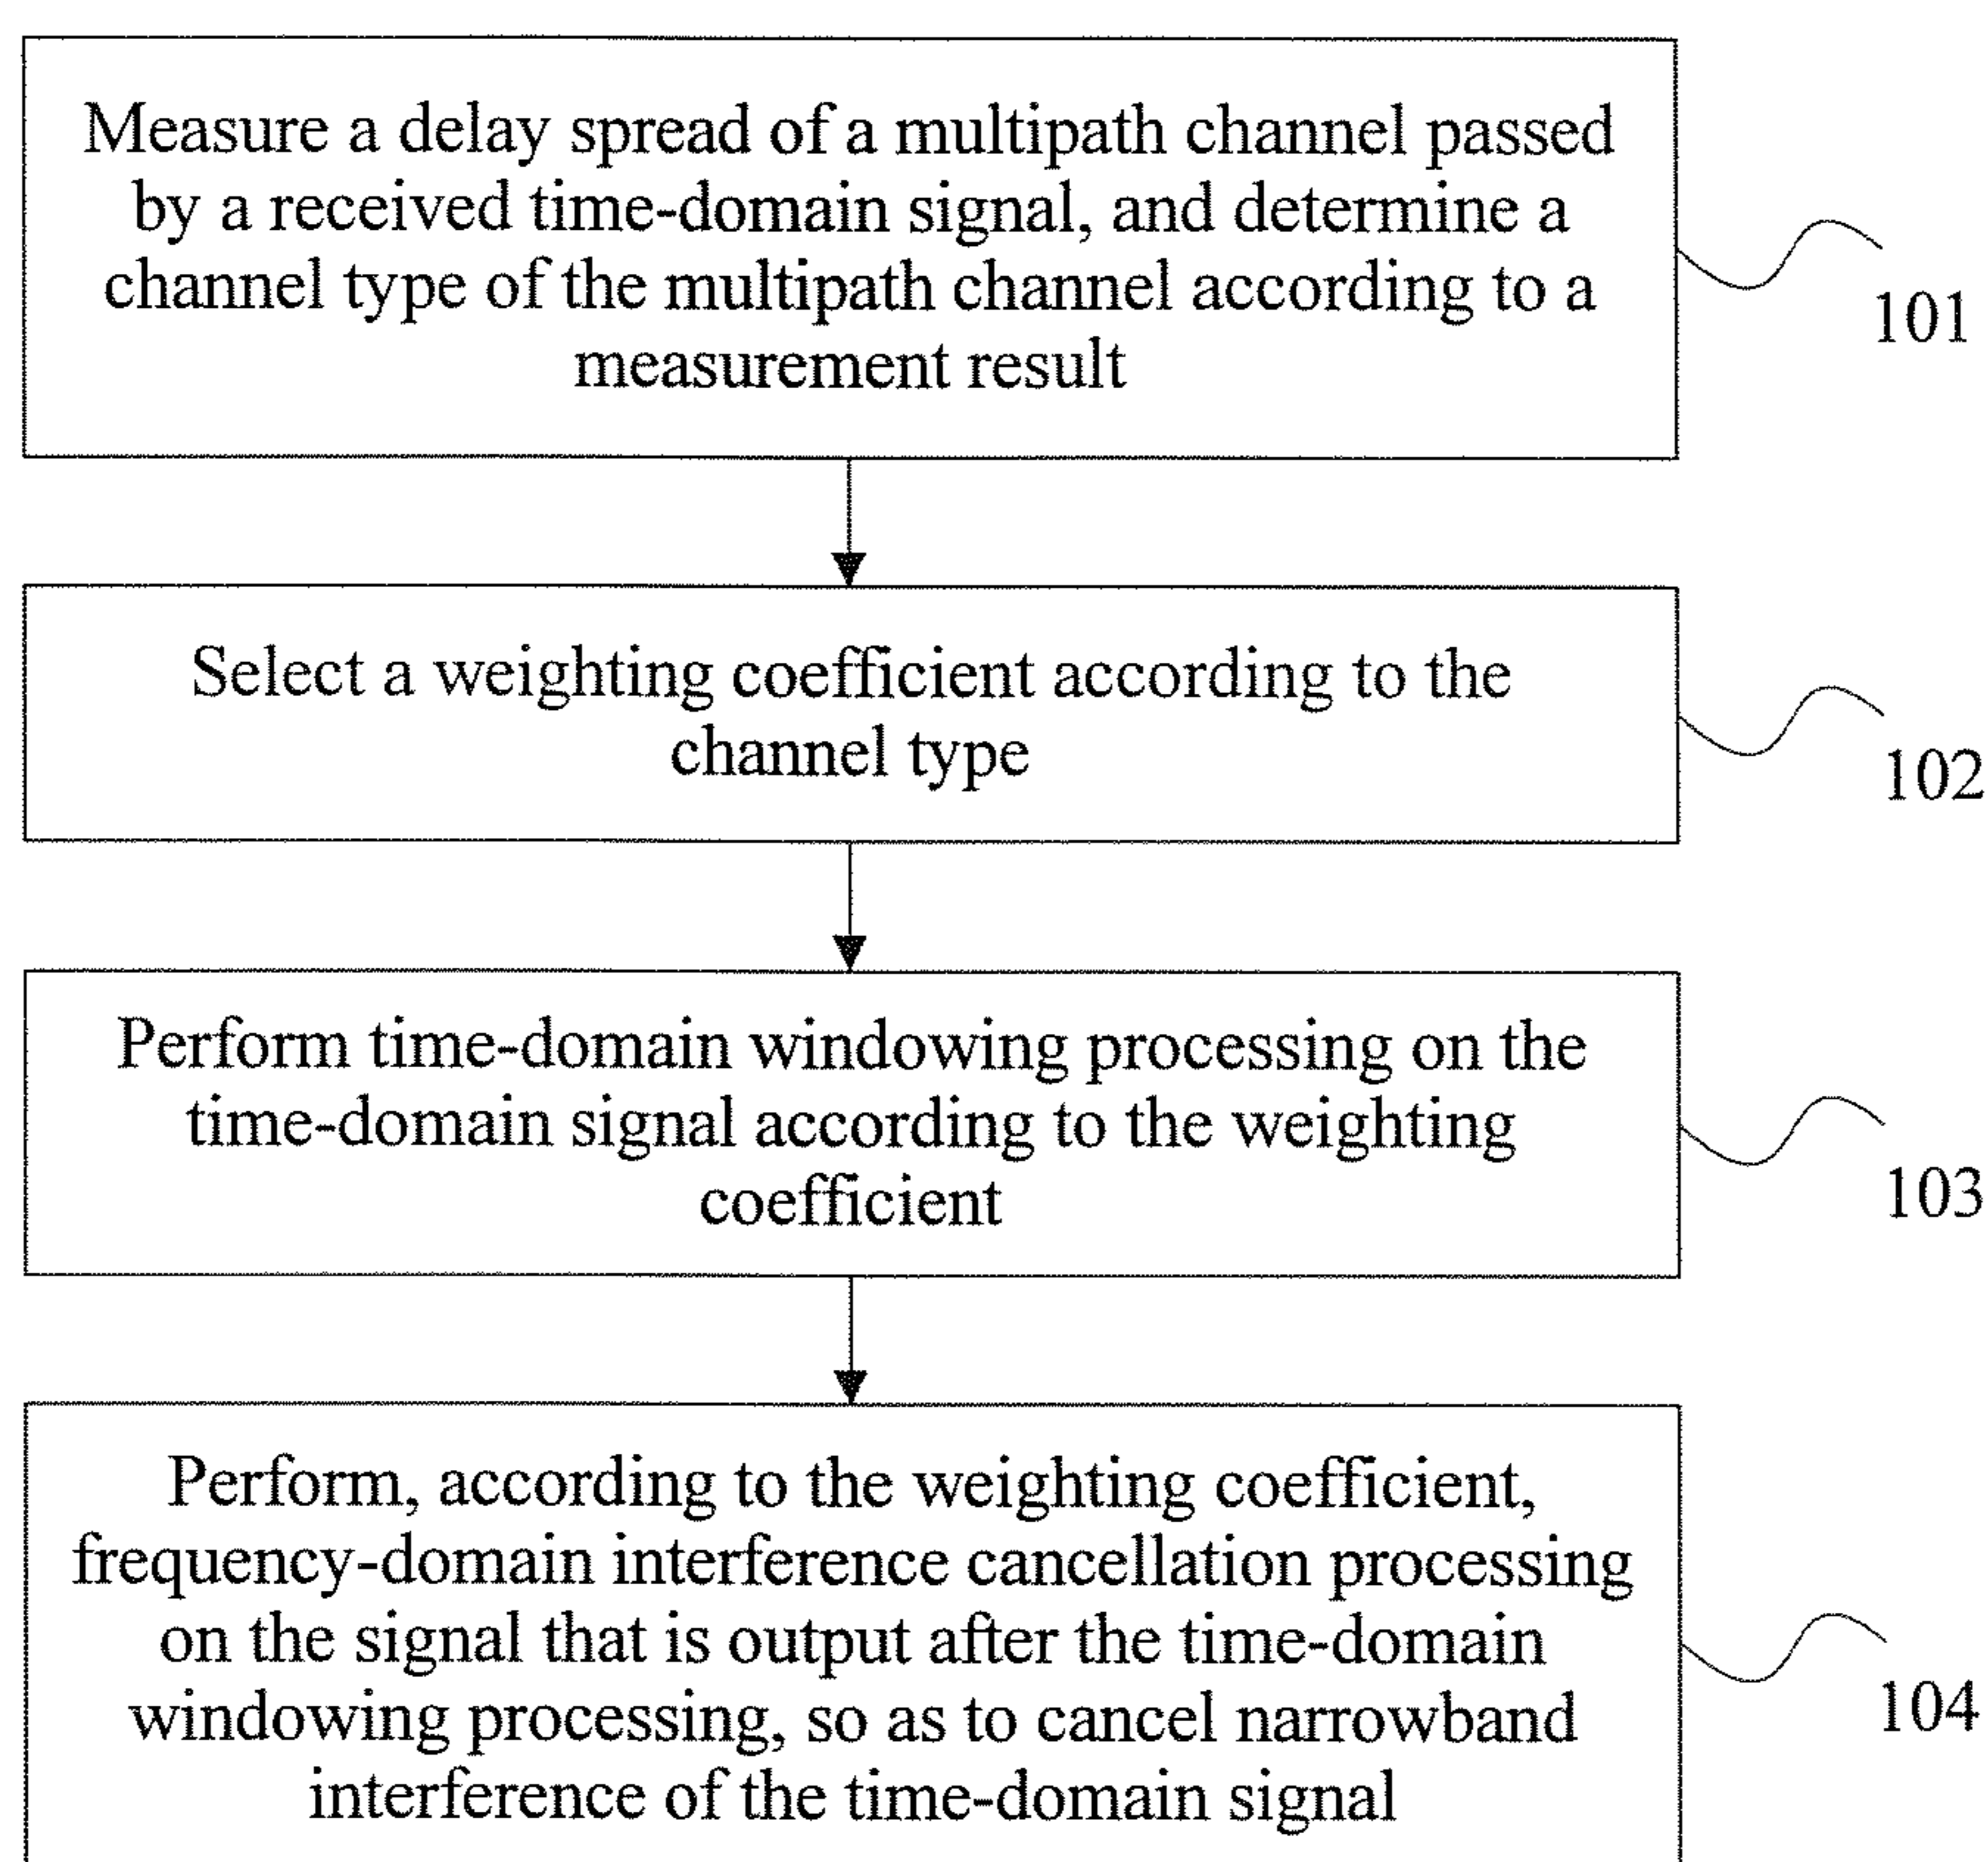 Measure a delay spread of a multipath channel passed
by a received time-domain signal, and determine a
channel type of the multipath channel according to a
measurement result
101
Select a weighting coefficient according to the
channel type
102
Perform time-domain windowing processing on the
time-domain signal according to the weighting
coefficient
103
Perform, according to the weighting coefficient,
frequency-domain interference cancellation processing
on the signal that is output after the time-domain
windowing processing, so as to cancel narrowband
interference of the time-domain signal
104